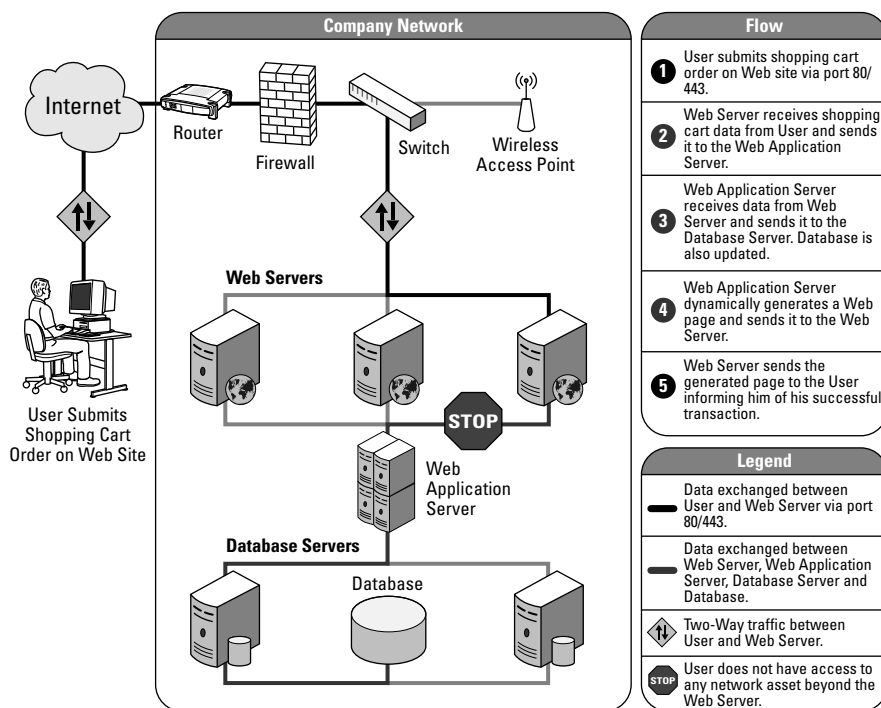 Company Network
Internet
Router
Firewall
Switch
Wireless
Access Point
Web Servers
User Submits
Shopping Cart
Order on Web Site
STOP
Web
Application
Server
Database Servers
Database
Flow
1
User submits shopping cart
order on Web site via port 80/
443.
2
Web Server receives shopping
cart data from User and sends
it to the Web Application
Server.
3
Web Application Server
receives data from Web
Server and sends it to the
Database Server. Database is
also updated.
4
Web Application Server
dynamically generates a Web
page and sends it to the Web
Server.
5
Web Server sends the
generated page to the User
informing him of his successful
transaction.
Legend
Data exchanged between
User and Web Server via port
80/443.
Data exchanged between
Web Server, Web Application
Server, Database Server and
Database.
Two-Way traffic between
User and Web Server.
STOP
User does not have access to
any network asset beyond the
Web Server.